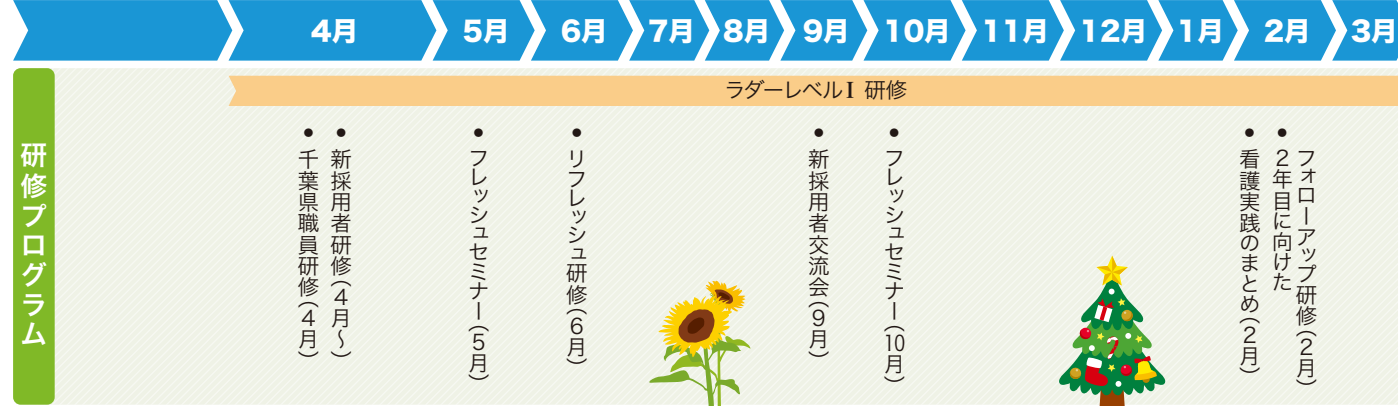 4月
5月
6月
7月
8月
9月
10月
11月
12月
1月
2月
3月
ラダーレベルⅠ 研修
研修プログラム
● 新採用者研修(4月〜)
● 千葉県職員研修(4月)
● フレッシュセミナー(5月)
● リフレッシュ研修(6月)
● 新採用者交流会(9月)
● フレッシュセミナー(10月)
● 2年目に向けた
フォローアップ研修(2月)
● 看護実践のまとめ(2月)